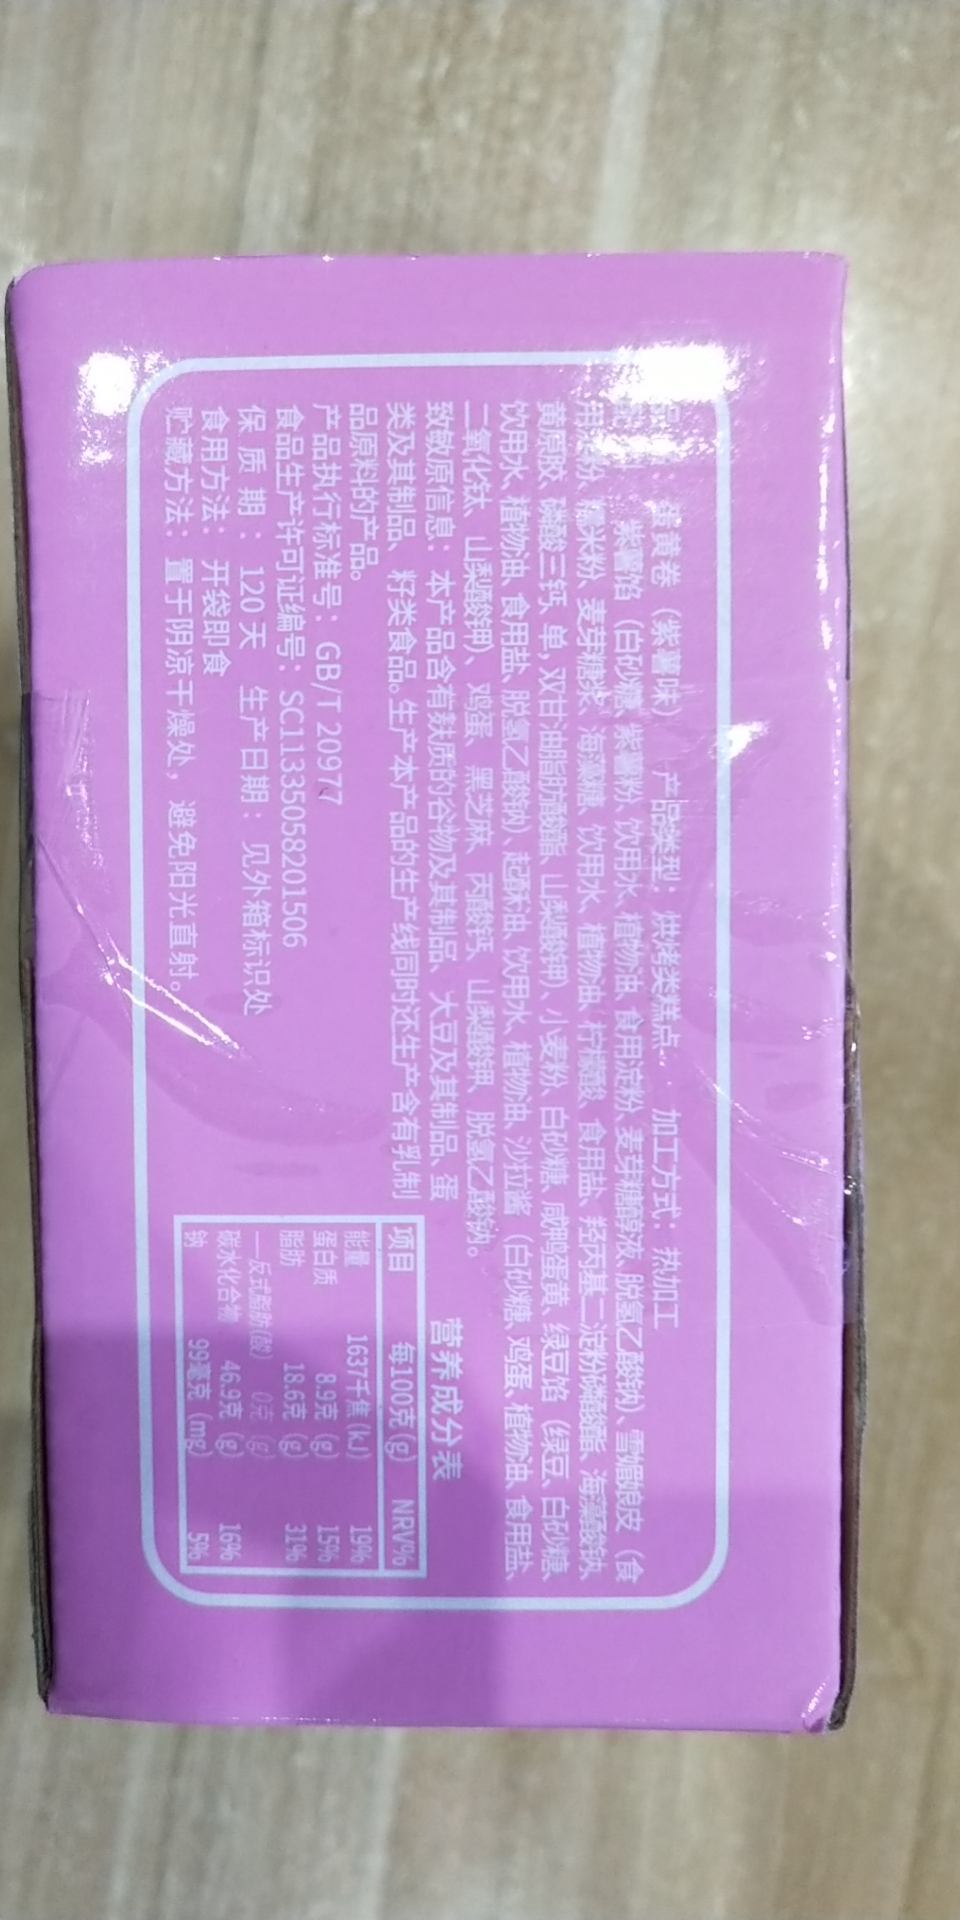 蛋黄卷（紫薯味） 产品类型：烘烤类糕点 加工方式：热加工
紫薯馅（白砂糖、紫薯粉、饮用水、植物油、食用淀粉、麦芽糖醇液、脱氢乙酸钠）、雪媚娘皮（食
用淀粉、糯米粉、麦芽糖浆、海藻糖、饮用水、植物油、柠檬酸、食用盐、羟丙基二淀粉磷酸酯、海藻酸钠、
黄原胶、磷酸三钙、单,双甘油脂肪酸酯、山梨酸钾）、小麦粉、白砂糖、咸鸭蛋黄、绿豆馅（绿豆、白砂糖、
饮用水、植物油、食用盐、脱氢乙酸钠）、起酥油、饮用水、植物油、沙拉酱（白砂糖、鸡蛋、植物油、食用盐、
二氧化钛、山梨酸钾）、鸡蛋、黑芝麻、丙酸钙、山梨酸钾、脱氢乙酸钠。
致敏原信息：本产品含有麸质的谷物及其制品、大豆及其制品、蛋
类及其制品、籽类食品。生产本产品的生产线同时还生产含有乳制
品原料的产品。
产品执行标准号：GB/T 20977
食品生产许可证编号：SC11335058201506
保 质 期：120天 生产日期：见外箱标识处
食用方法：开袋即食
贮藏方法：置于阴凉干燥处，避免阳光直射。
营养成分表
项目 每100克(g) NRV%
能量 1637千焦(kJ) 19%
蛋白质 8.9克 (g) 15%
脂肪 18.6克 (g) 31%
—反式脂肪(酸) 0克 (g)
碳水化合物 46.9克 (g) 16%
钠 99毫克 (mg) 5%